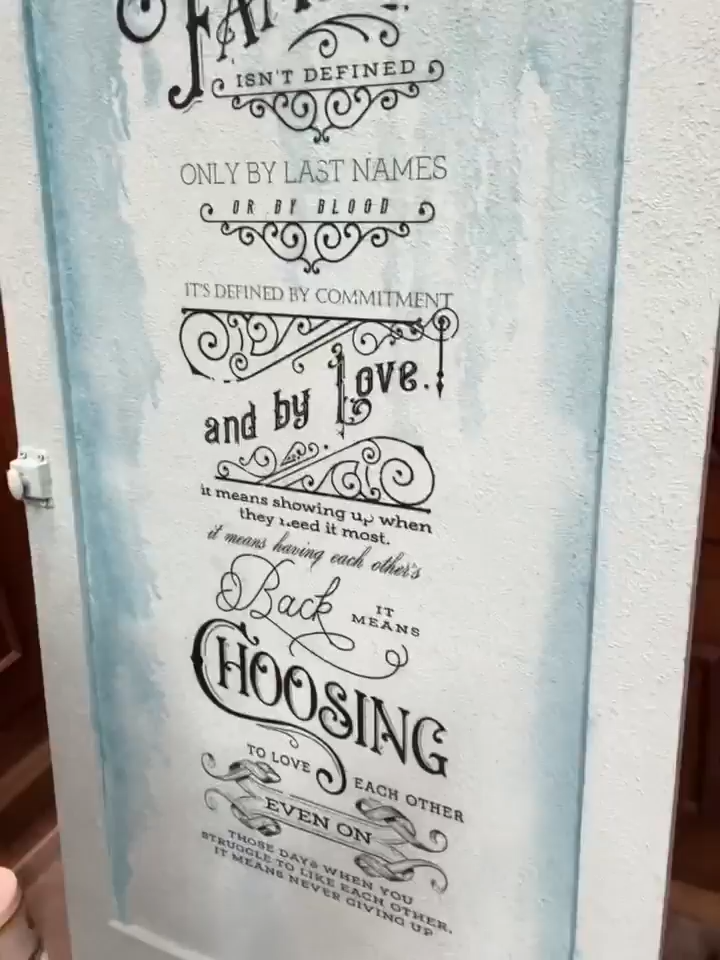 ISN'T DEFINED
ONLY BY LAST NAMES
OR BY BLOOD
IT'S DEFINED BY COMMITMENT
and by Love.
it means showing up when
they need it most.
it means having each other's
Back IT MEANS
CHOOSING
TO LOVE EACH OTHER
EVEN ON
THOSE DAYS WHEN YOU
STRUGGLE TO LIKE EACH OTHER.
IT MEANS NEVER GIVING UP